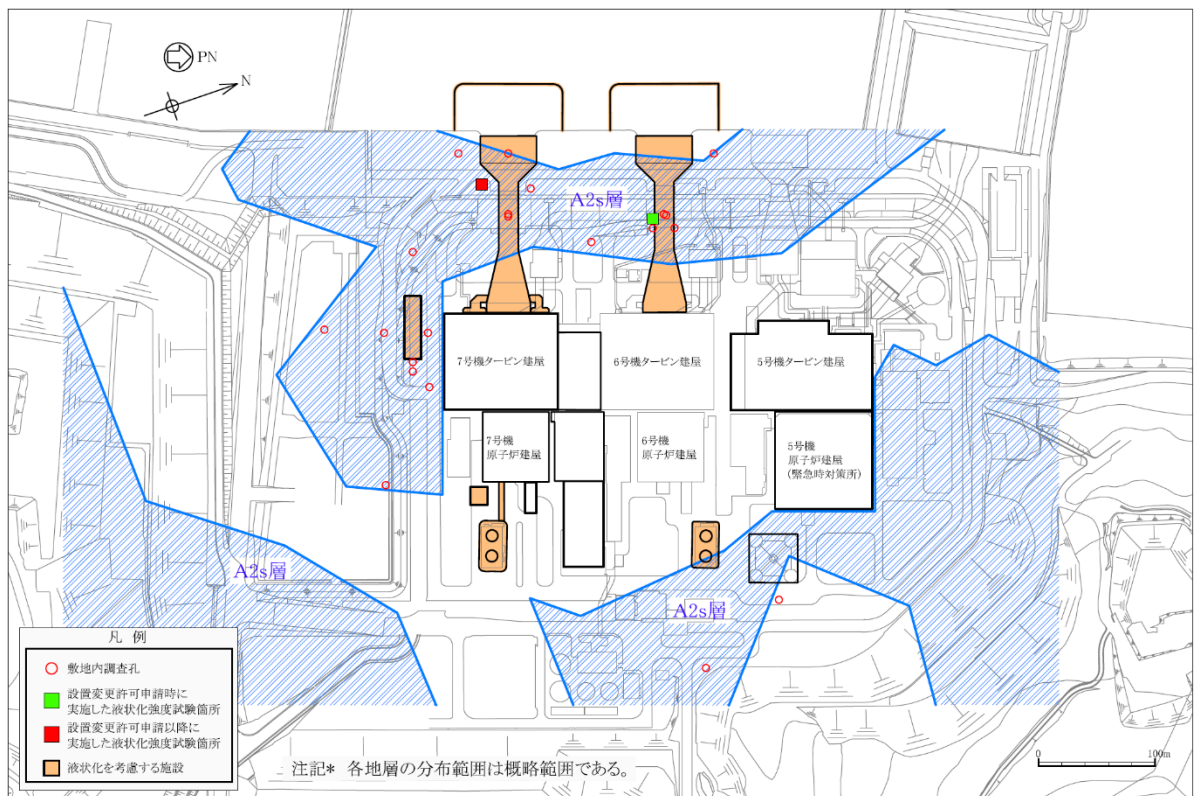 PN
N
A2s層
7号機タービン建屋
6号機タービン建屋
5号機タービン建屋
7号機
原子炉建屋
6号機
原子炉建屋
5号機
原子炉建屋
(緊急時対策所)
A2s層
A2s層
凡 例
敷地内調査孔
設置変更許可申請時に
実施した液状化強度試験箇所
設置変更許可申請以降に
実施した液状化強度試験箇所
液状化を考慮する施設
注記* 各地層の分布範囲は概略範囲である。
0 100m